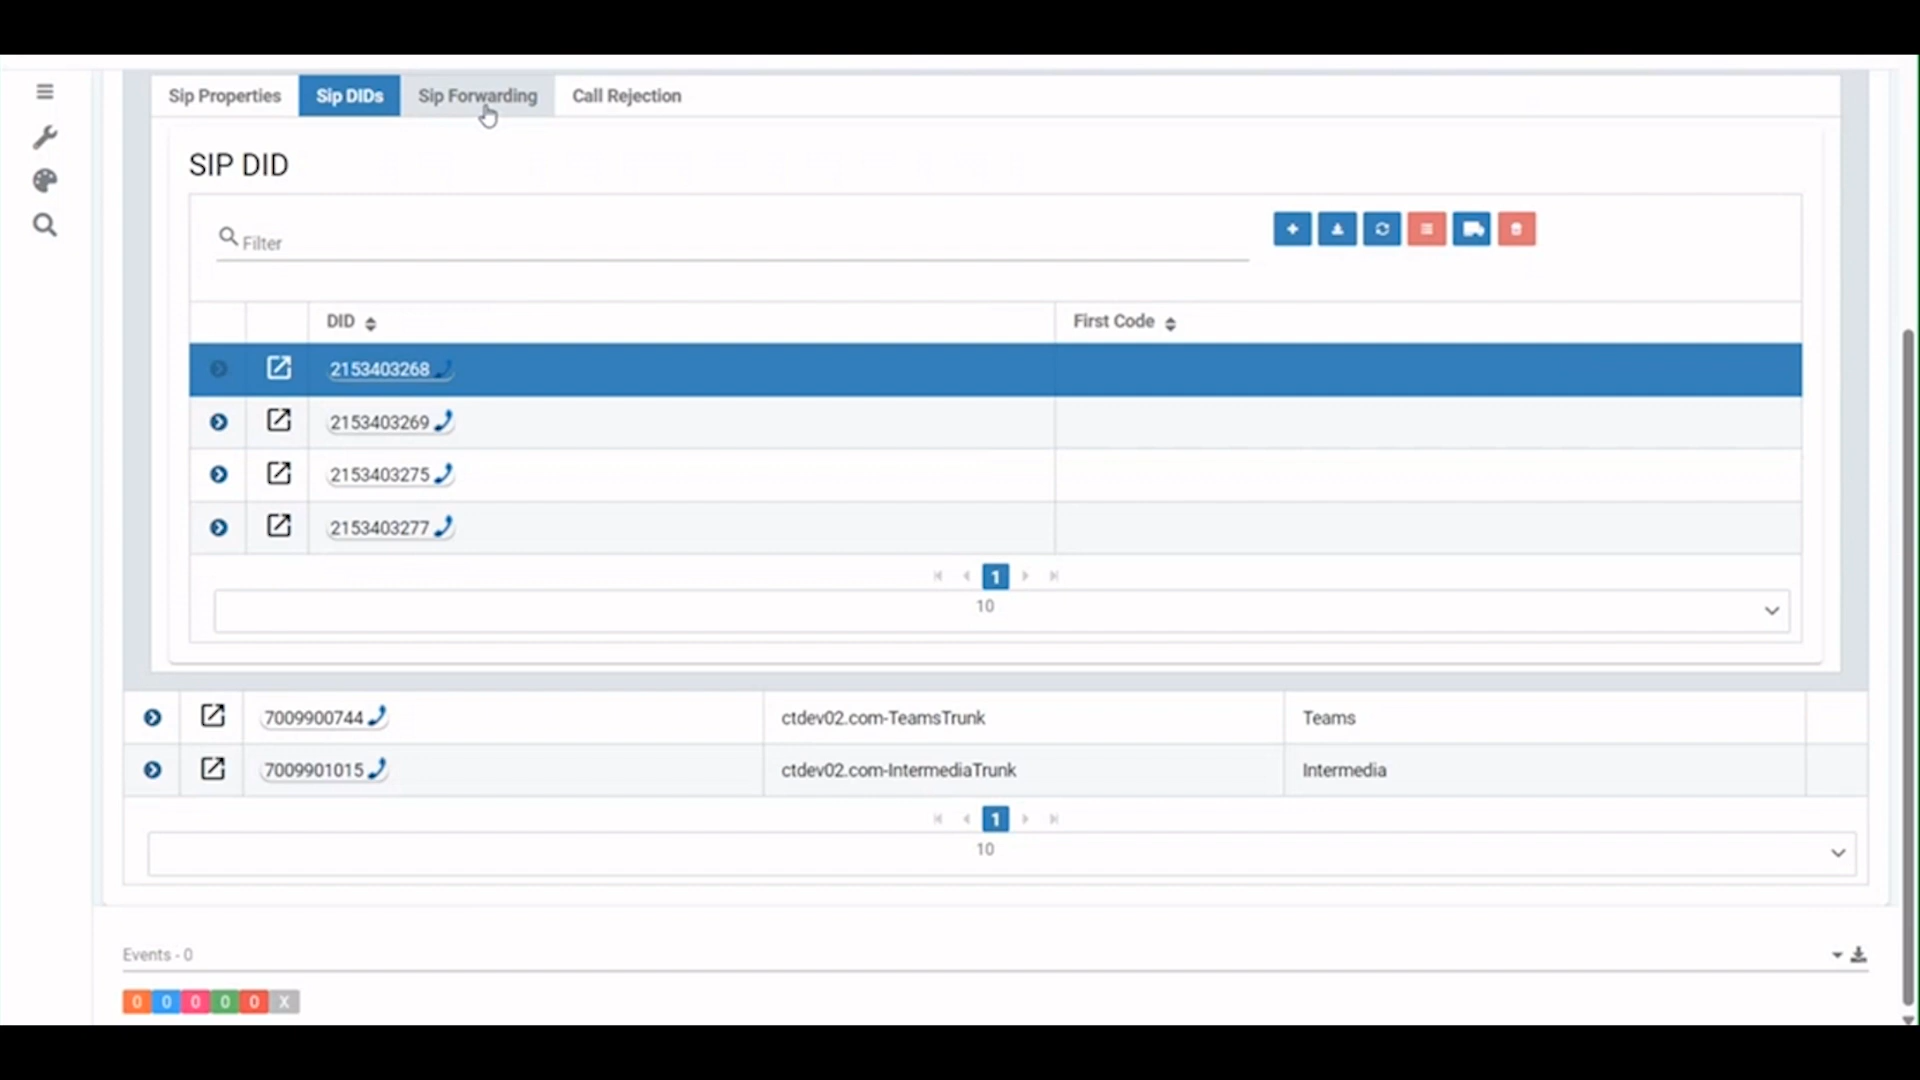 Sip Properties Sip DIDs Sip Forwarding Call Rejection
SIP DID
Filter
DID First Code
2153403268
2153403269
2153403275
2153403277
1
10
7009900744 ctdev02.com-TeamsTrunk Teams
7009901015 ctdev02.com-IntermediaTrunk Intermedia
1
10
Events - 0
0 0 0 0 0 X